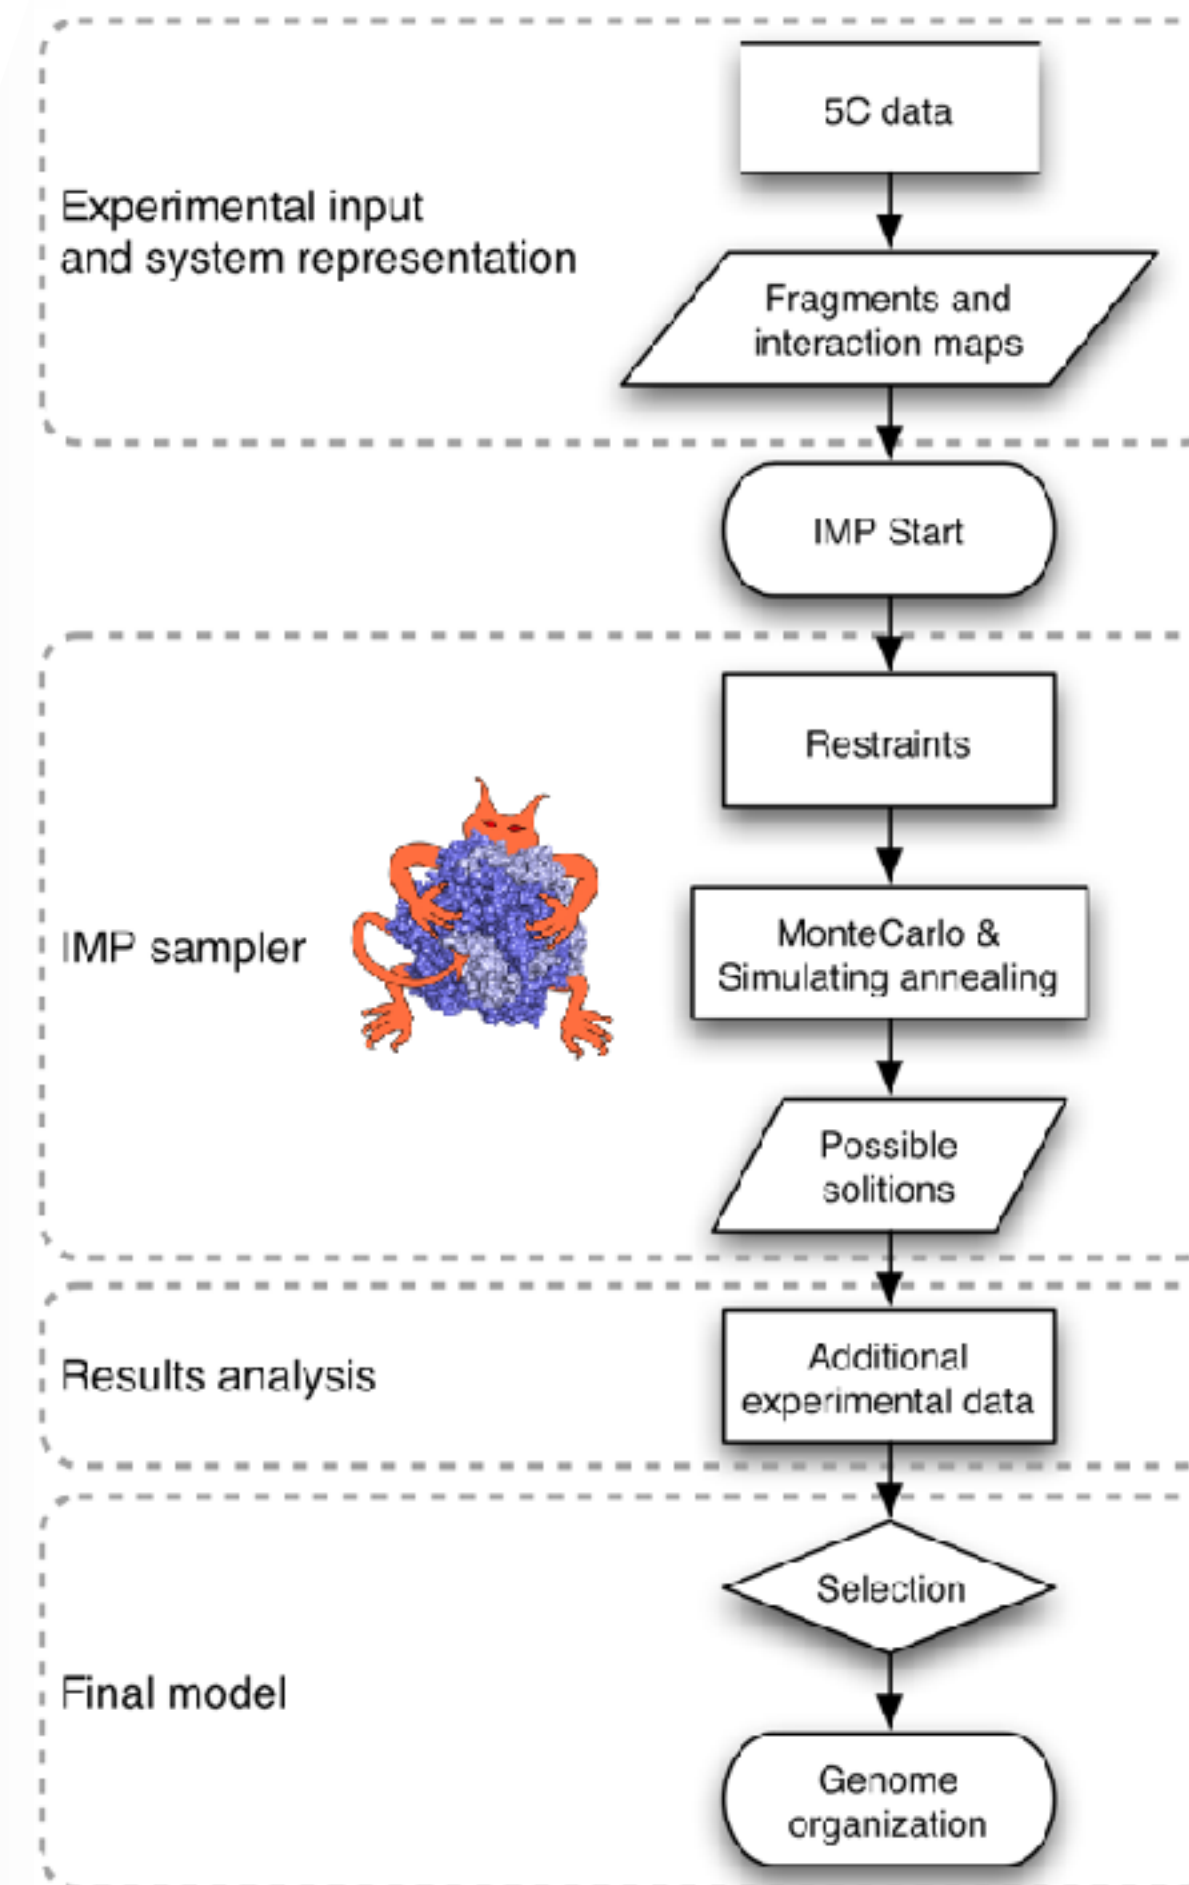 5C data
Experimental input
and system representation
Fragments and
interaction maps
IMP Start
Restraints
IMP sampler
MonteCarlo &
Simulating annealing
Possible
solitions
Results analysis
Additional
experimental data
Selection
Final model
Genome
organization